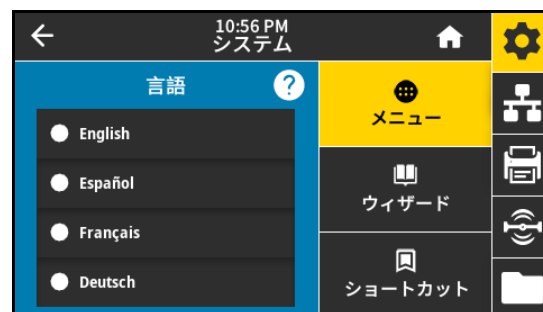 10:56 PM
システム
言語
?
English
Español
Français
Deutsch
メニュー
ウィザード
ショートカット